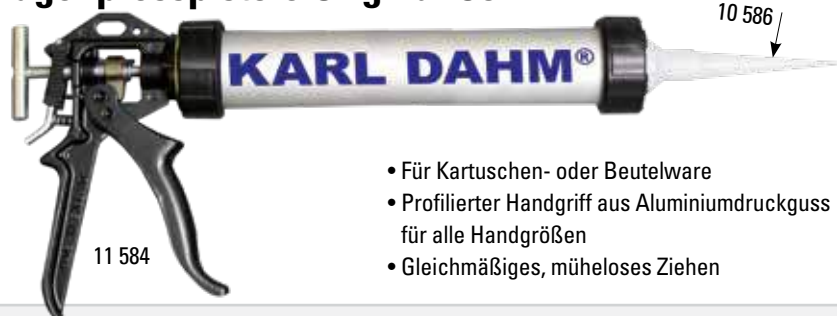 10 586
KARL DAHM®
• Für Kartuschen- oder Beutelware
• Profilierter Handgriff aus Aluminiumdruckguss
für alle Handgrößen
• Gleichmäßiges, müheloses Ziehen
11 584